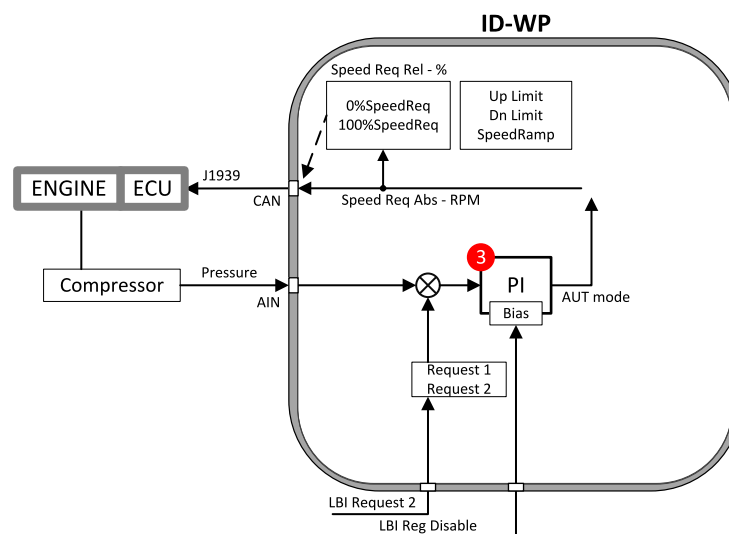 ID-WP
Speed Req Rel - %
0%SpeedReq
100%SpeedReq
Up Limit
Dn Limit
SpeedRamp
ENGINE
ECU
J1939
CAN
Speed Req Abs - RPM
Compressor
Pressure
AIN
3
PI
Bias
AUT mode
Request 1
Request 2
LBI Request 2
LBI Reg Disable